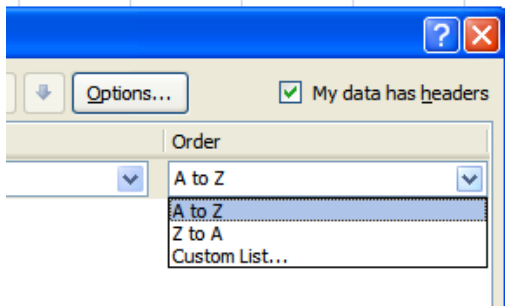 ?
Options... My data has headers
Order
A to Z
A to Z
Z to A
Custom List...